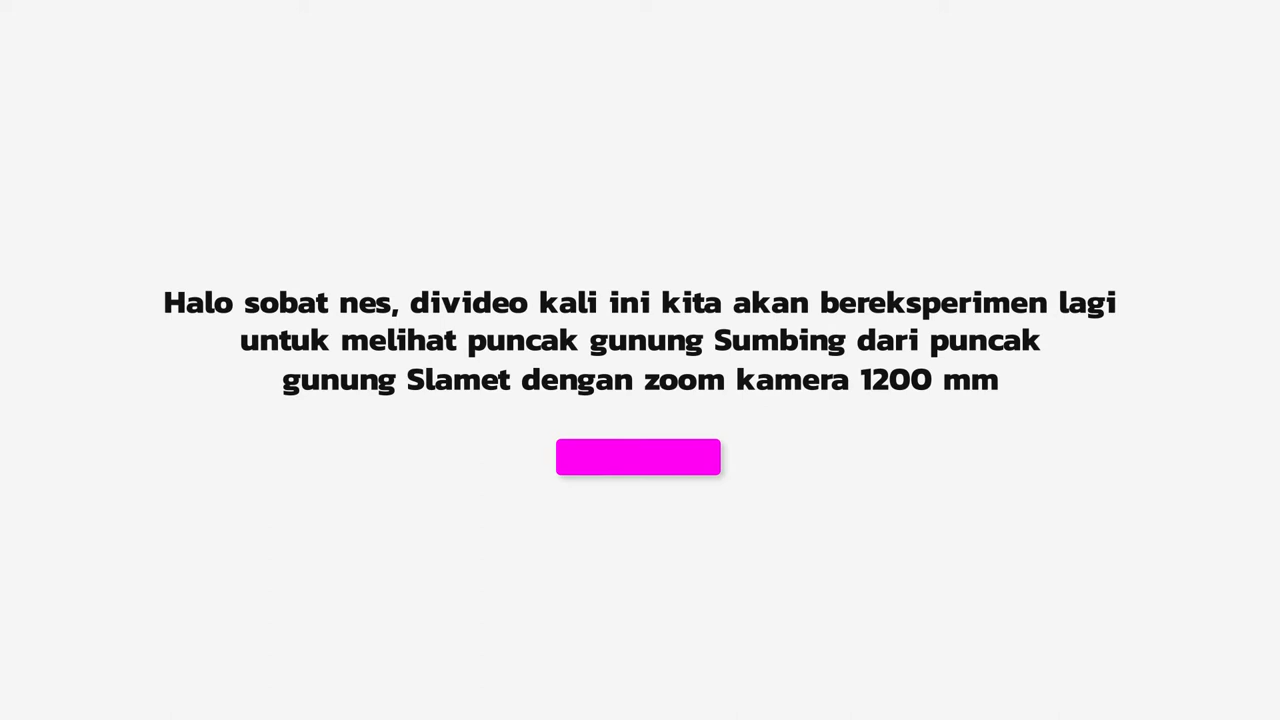 Halo sobat nes, divideo kali ini kita akan bereksperimen lagi
untuk melihat puncak gunung Sumbing dari puncak
gunung Slamet dengan zoom kamera 1200 mm